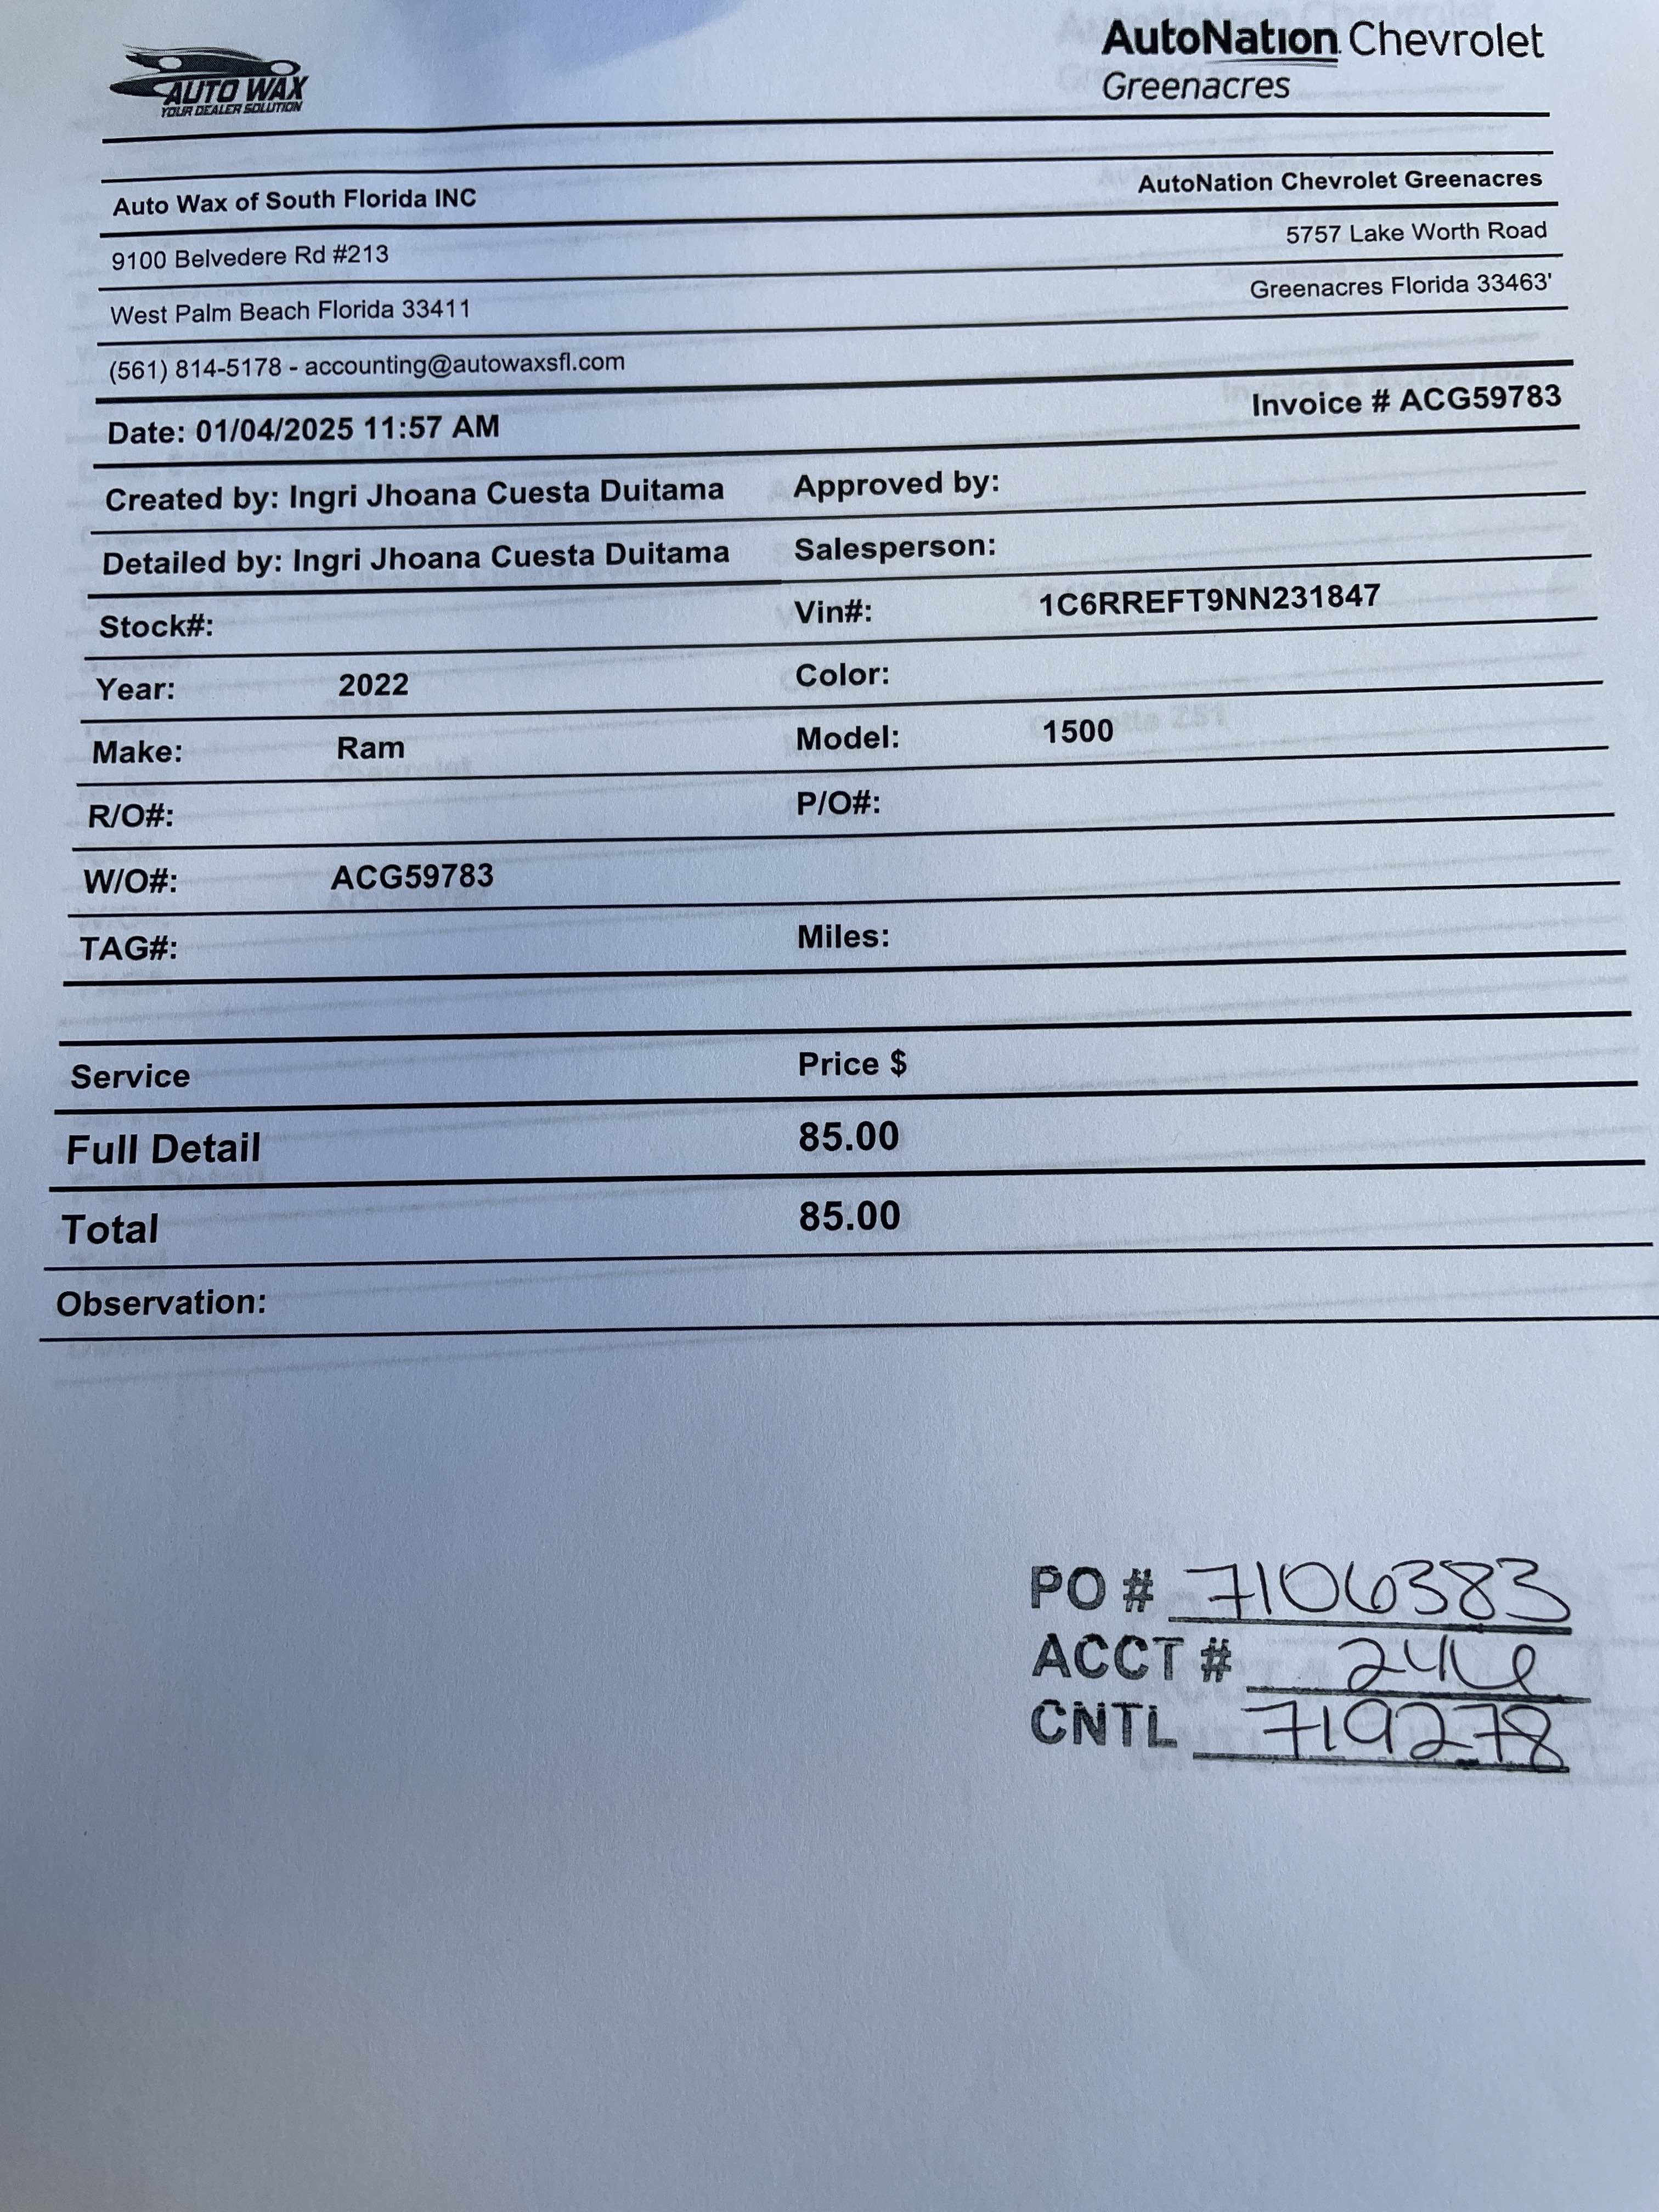 AUTO WAX
YOUR DEALER SOLUTION
AutoNation Chevrolet
Greenacres
Auto Wax of South Florida INC
AutoNation Chevrolet Greenacres
9100 Belvedere Rd #213
5757 Lake Worth Road
West Palm Beach Florida 33411
Greenacres Florida 33463'
(561) 814-5178 - accounting@autowaxsfl.com
Date: 01/04/2025 11:57 AM Invoice # ACG59783
Created by: Ingri Jhoana Cuesta Duitama Approved by:
Detailed by: Ingri Jhoana Cuesta Duitama Salesperson:
Stock#: Vin#: 1C6RREFT9NN231847
Year: 2022 Color:
Make: Ram Model: 1500
R/O#: P/O#:
W/O#: ACG59783
TAG#: Miles:
Service Price $
Full Detail 85.00
Total 85.00
Observation:
PO # 7106383
ACCT #
CNTL 719278